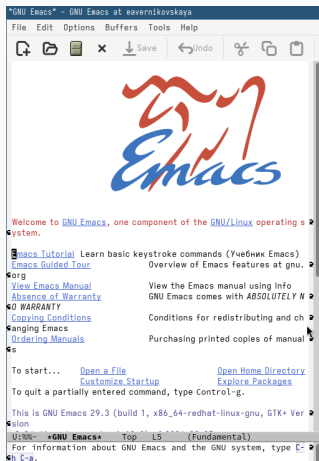 *GNU Emacs* – GNU Emacs at eavernikovskaya
File Edit Options Buffers Tools Help
Save Undo
Emacs
Welcome to GNU Emacs, one component of the GNU/Linux operating s
ystem.
Emacs Tutorial Learn basic keystroke commands (Учебник Emacs)
Emacs Guided Tour Overview of Emacs features at gnu.
org
View Emacs Manual View the Emacs manual using Info
Absence of Warranty GNU Emacs comes with ABSOLUTELY N
O WARRANTY
Copying Conditions Conditions for redistributing and ch
anging Emacs
Ordering Manuals Purchasing printed copies of manual
s
To start... Open a File Open Home Directory
Customize Startup Explore Packages
To quit a partially entered command, type Control-g.
This is GNU Emacs 29.3 (build 1, x86_64-redhat-linux-gnu, GTK+ Ver
sion
U:%%- *GNU Emacs* Top L5 (Fundamental)
For information about GNU Emacs and the GNU system, type C-
h C-a.